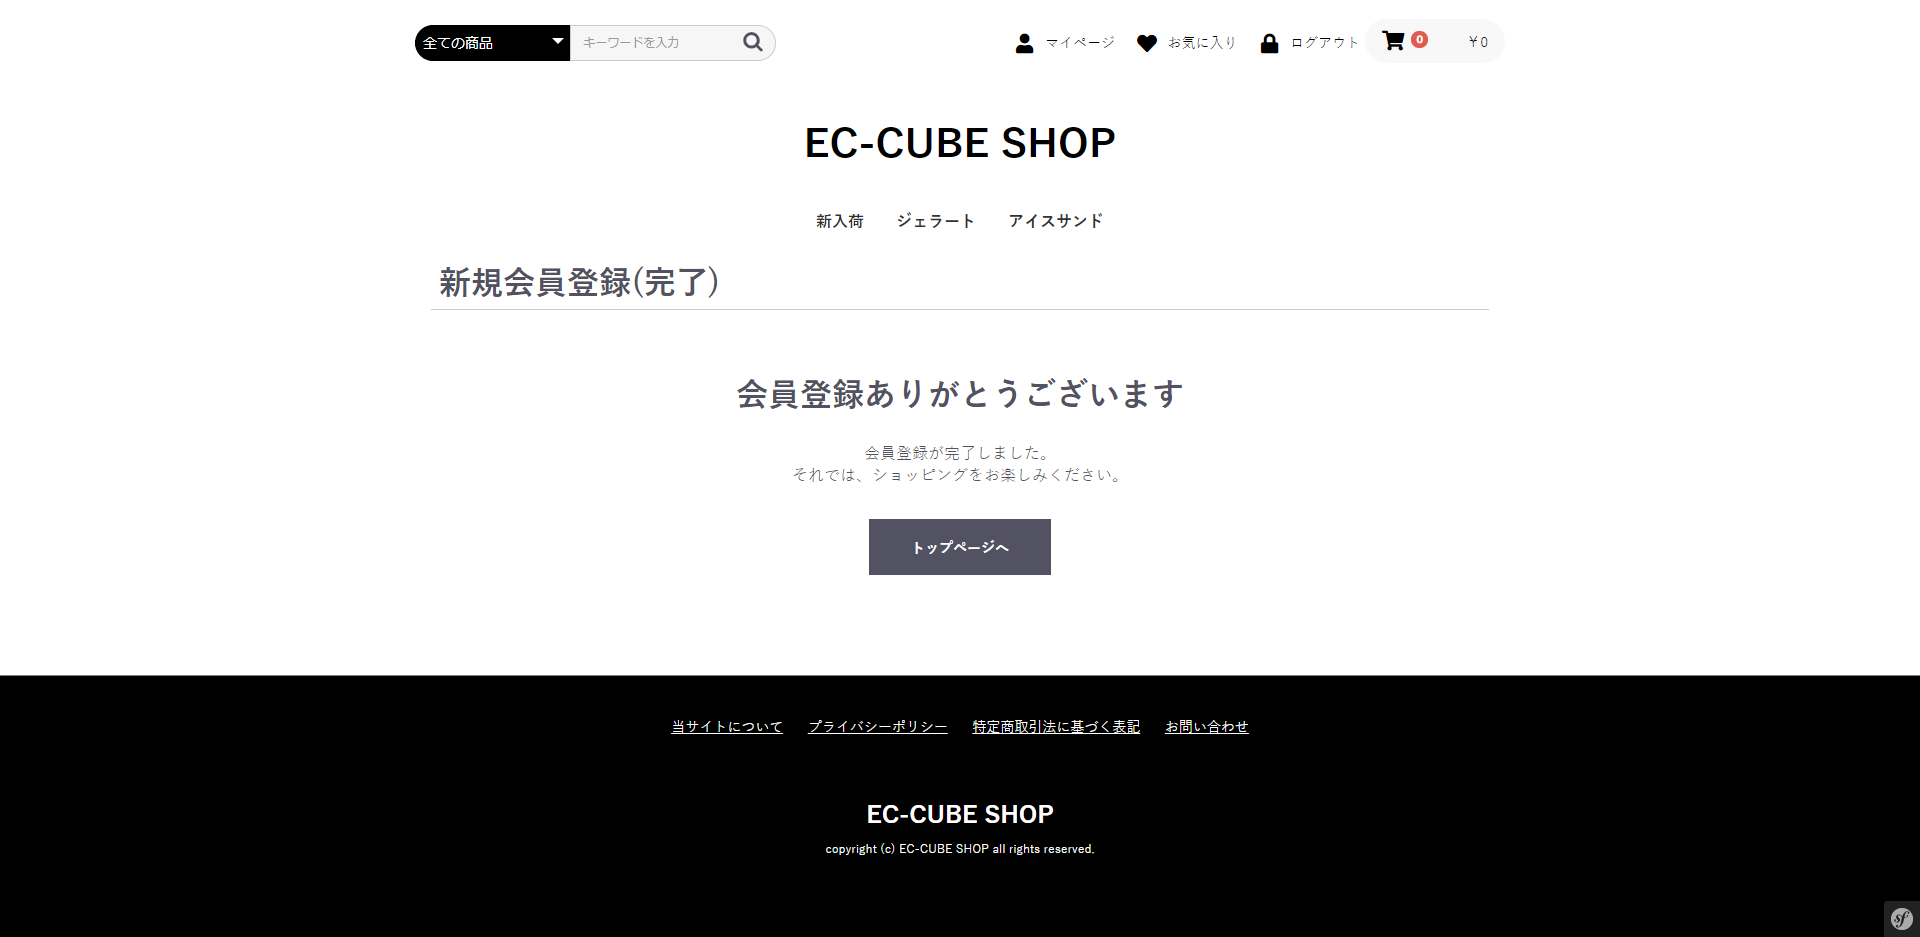 全ての商品 キーワードを入力 マイページ お気に入り ログアウト 0 ￥0
EC-CUBE SHOP
新入荷 ジェラート アイスサンド
新規会員登録(完了)
会員登録ありがとうございます
会員登録が完了しました。
それでは、ショッピングをお楽しみください。
トップページへ
当サイトについて プライバシーポリシー 特定商取引法に基づく表記 お問い合わせ
EC-CUBE SHOP
copyright (c) EC-CUBE SHOP all rights reserved.
sf